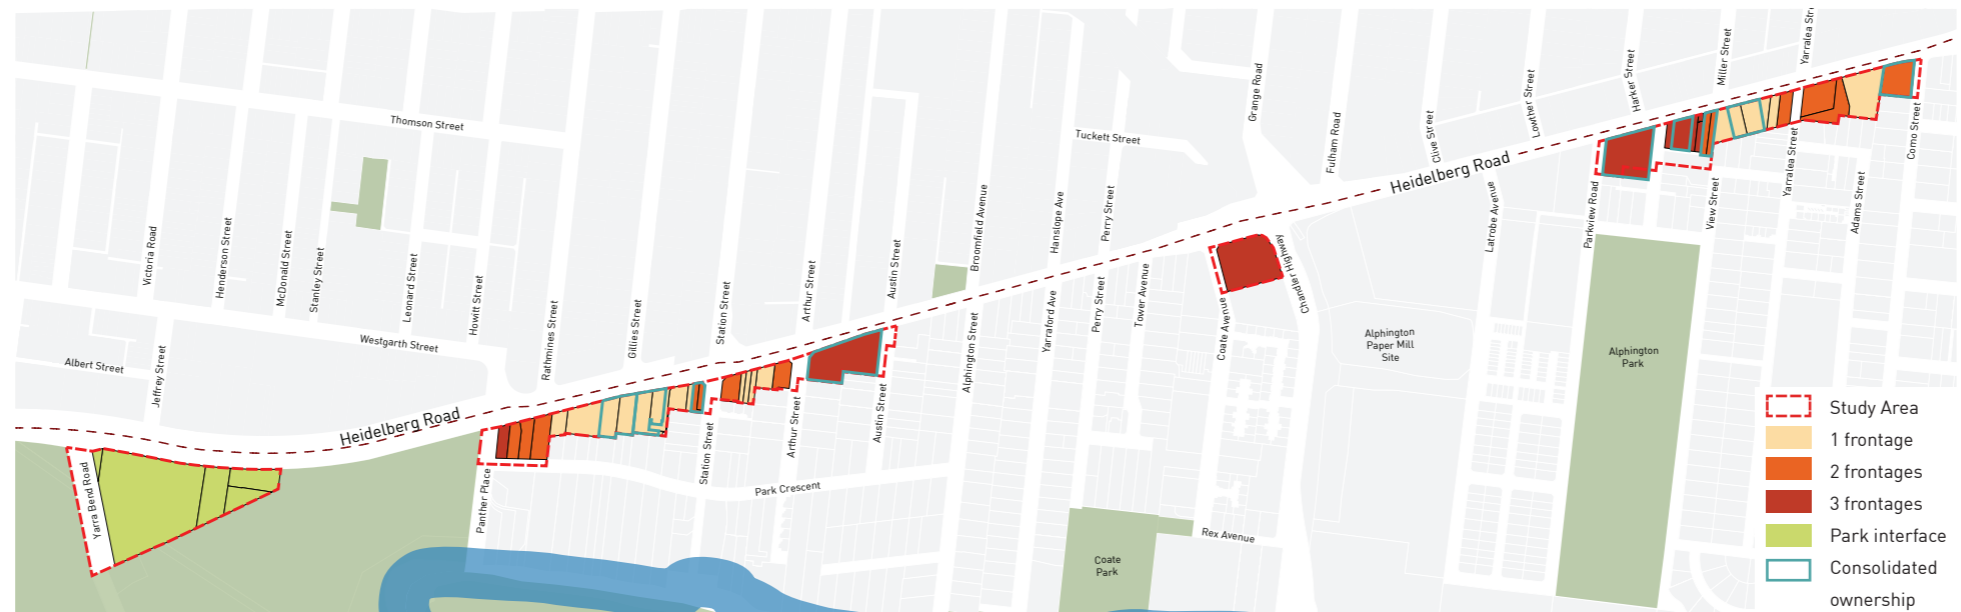 Thomson Street
Victoria Road
Henderson Street
McDonald Street
Stanley Street
Leonard Street
Howitt Street
Westgarth Street
Albert Street
Jeffrey Street
Rathmines Street
Gillies Street
Station Street
Arthur Street
Austin Street
Broomfield Avenue
Hanslope Ave
Perry Street
Tuckett Street
Grange Road
Fulham Road
Clive Street
Lowther Street
Harker Street
Miller Street
Yarralea Str
Heidelberg Road
Heidelberg Road
Yarra Bend Road
Panther Place
Station Street
Arthur Street
Austin Street
Park Crescent
Alphington Street
Yarraford Ave
Perry Street
Tower Avenue
Coate Avenue
Chandler Highway
Latrobe Avenue
Parkview Road
View Street
Yarralea Street
Adams Street
Como Street
Alphington
Paper Mill
Site
Alphington
Park
Coate
Park
Rex Avenue
Study Area
1 frontage
2 frontages
3 frontages
Park interface
Consolidated
ownership